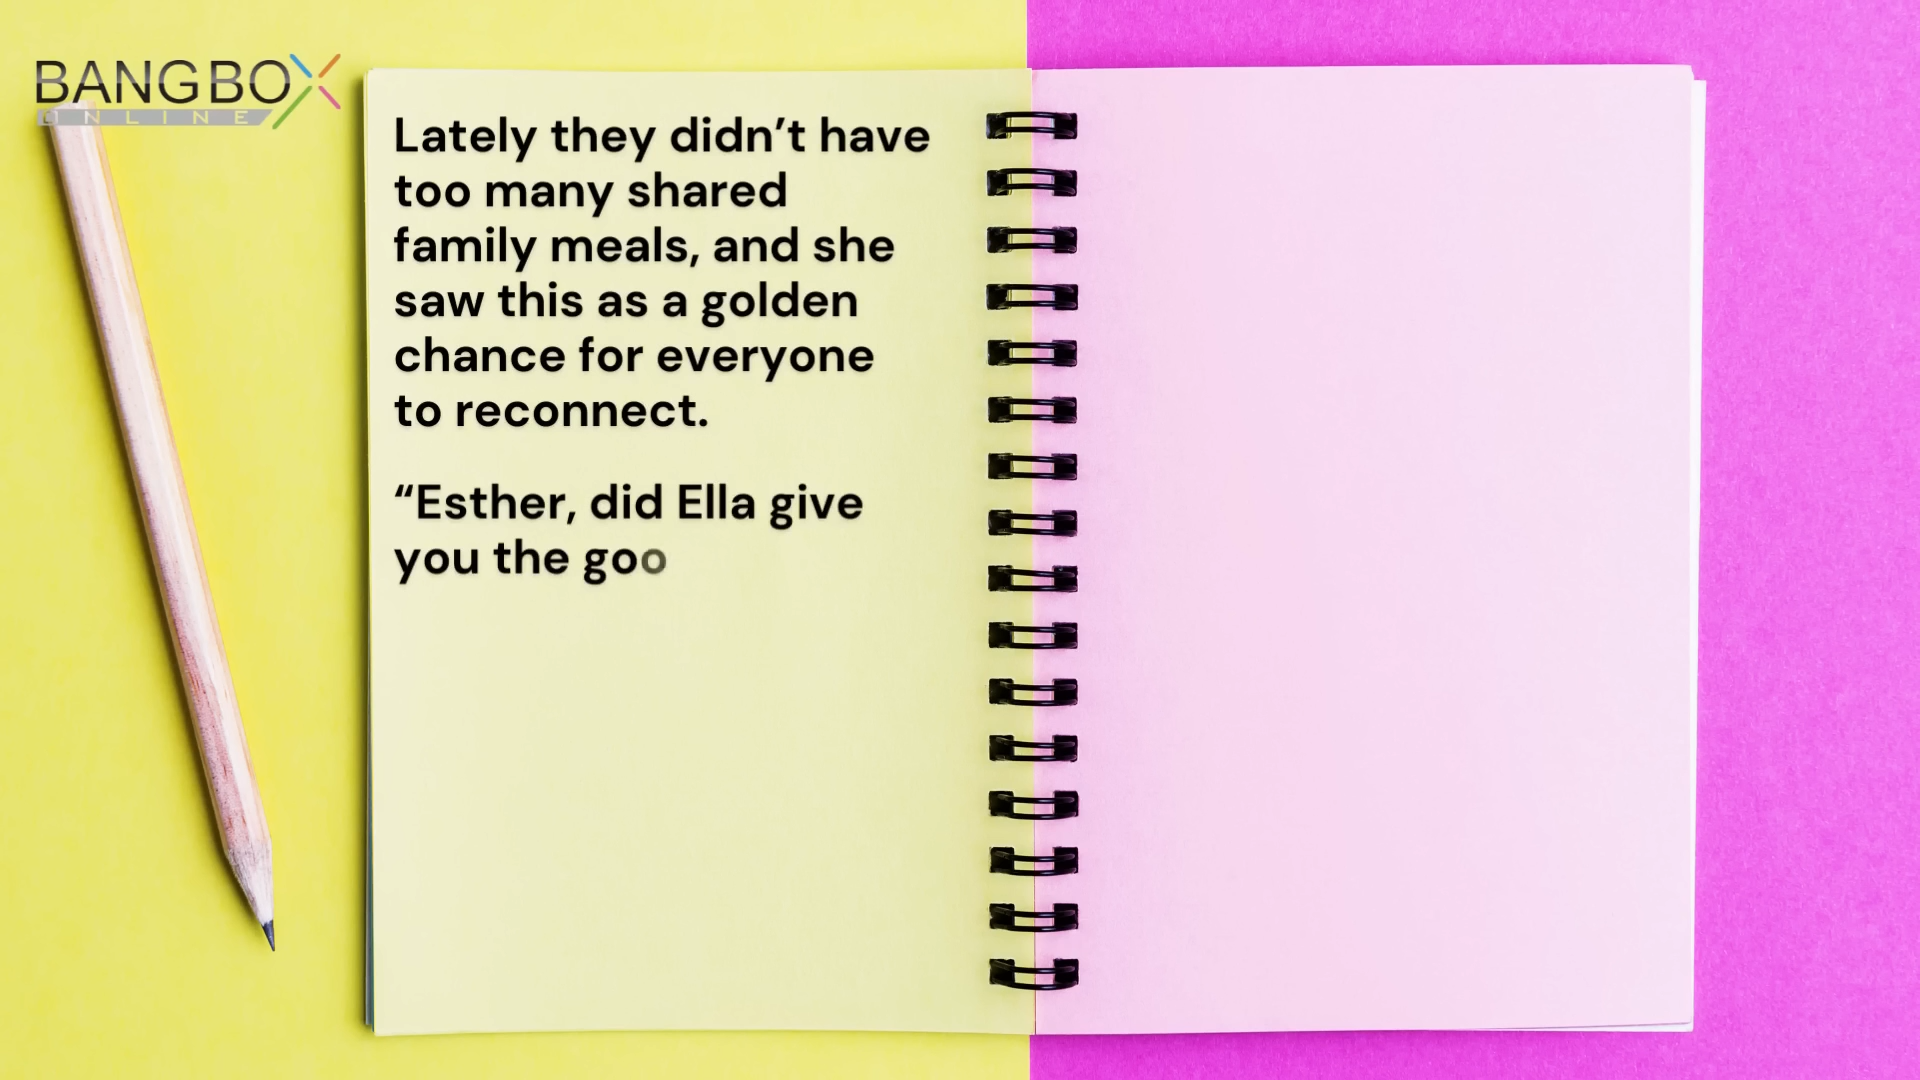 BANGBOX
ONLINE
Lately they didn’t have
too many shared
family meals, and she
saw this as a golden
chance for everyone
to reconnect.
“Esther, did Ella give
you the goo